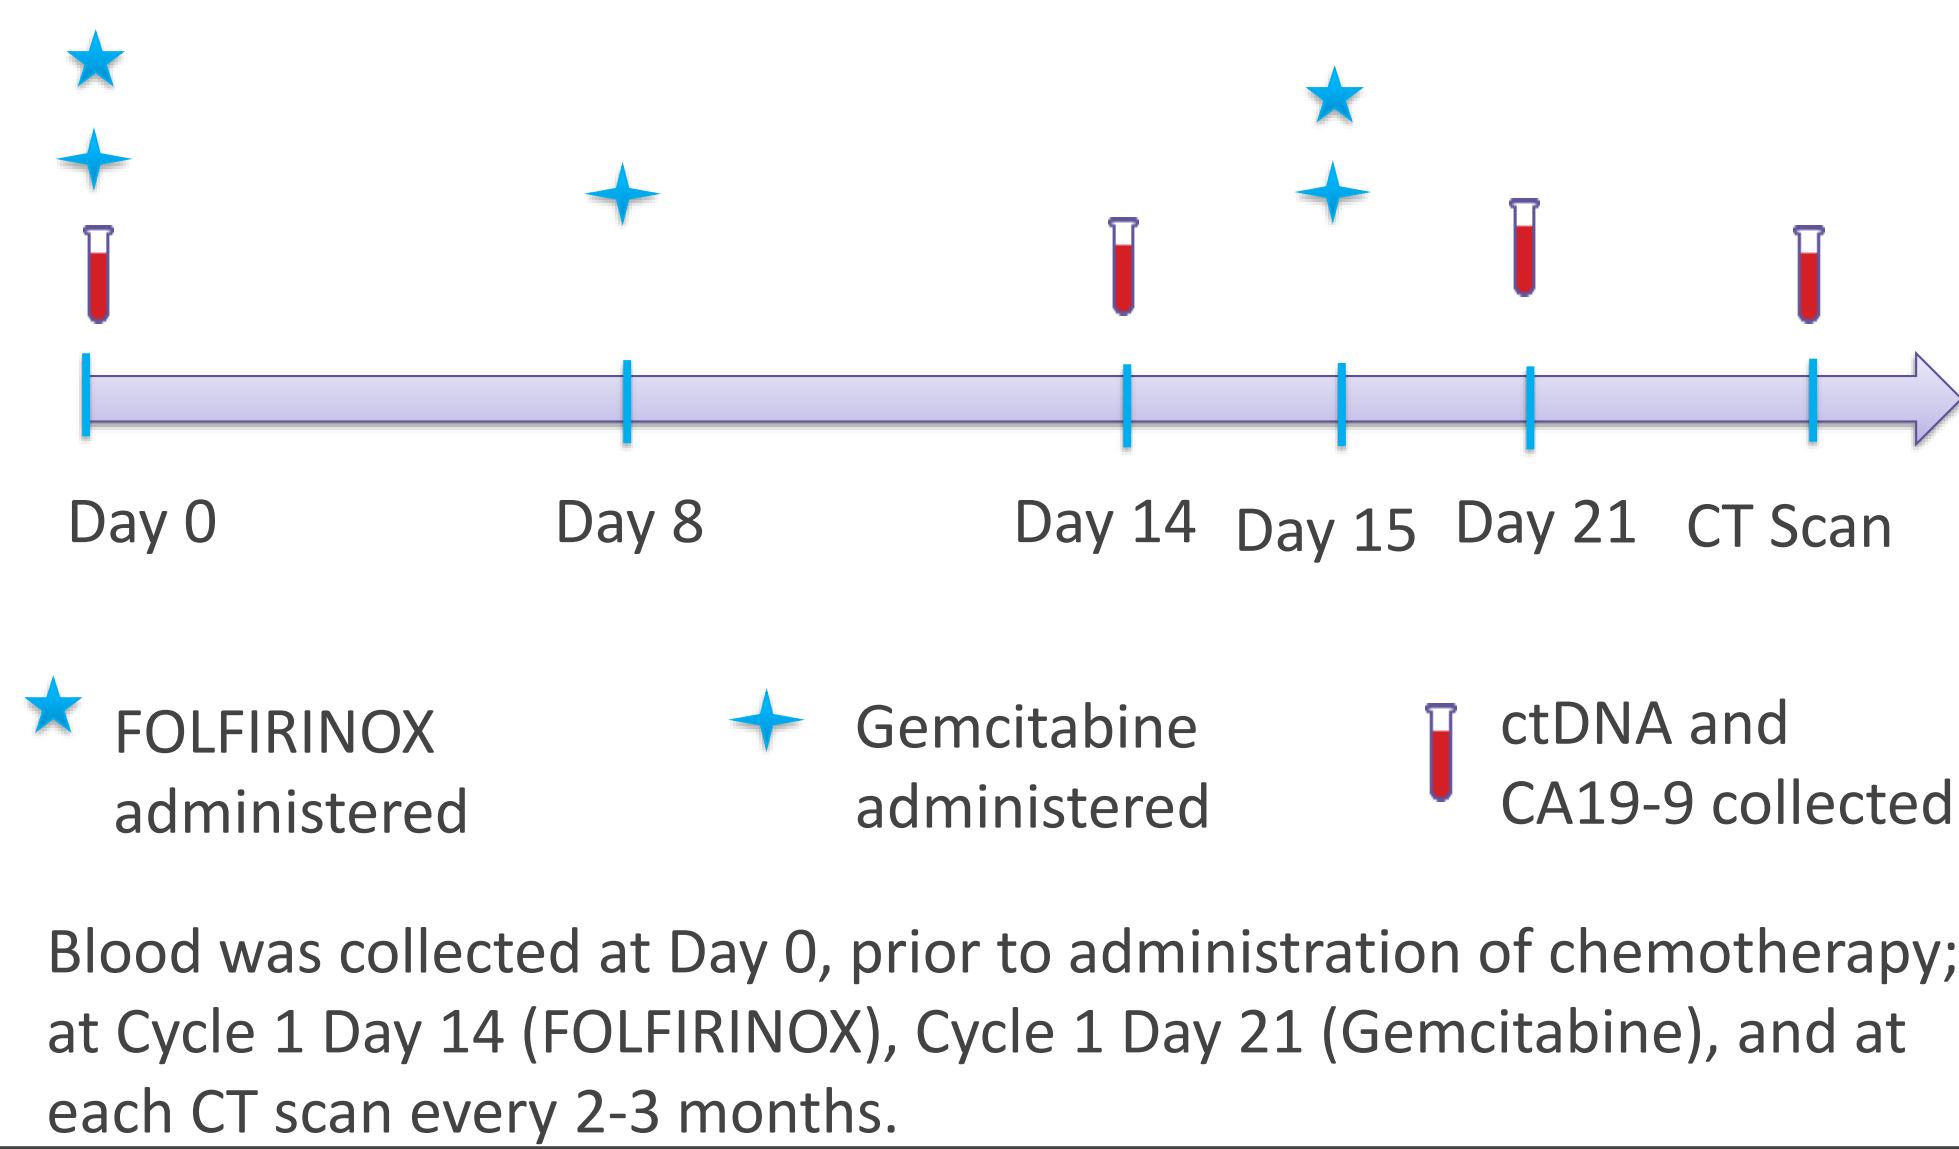 Day 0
Day 8
Day 14
Day 15
Day 21
CT Scan
FOLFIRINOX
administered
Gemcitabine
administered
ctDNA and
CA19-9 collected
Blood was collected at Day 0, prior to administration of chemotherapy;
at Cycle 1 Day 14 (FOLFIRINOX), Cycle 1 Day 21 (Gemcitabine), and at
each CT scan every 2-3 months.